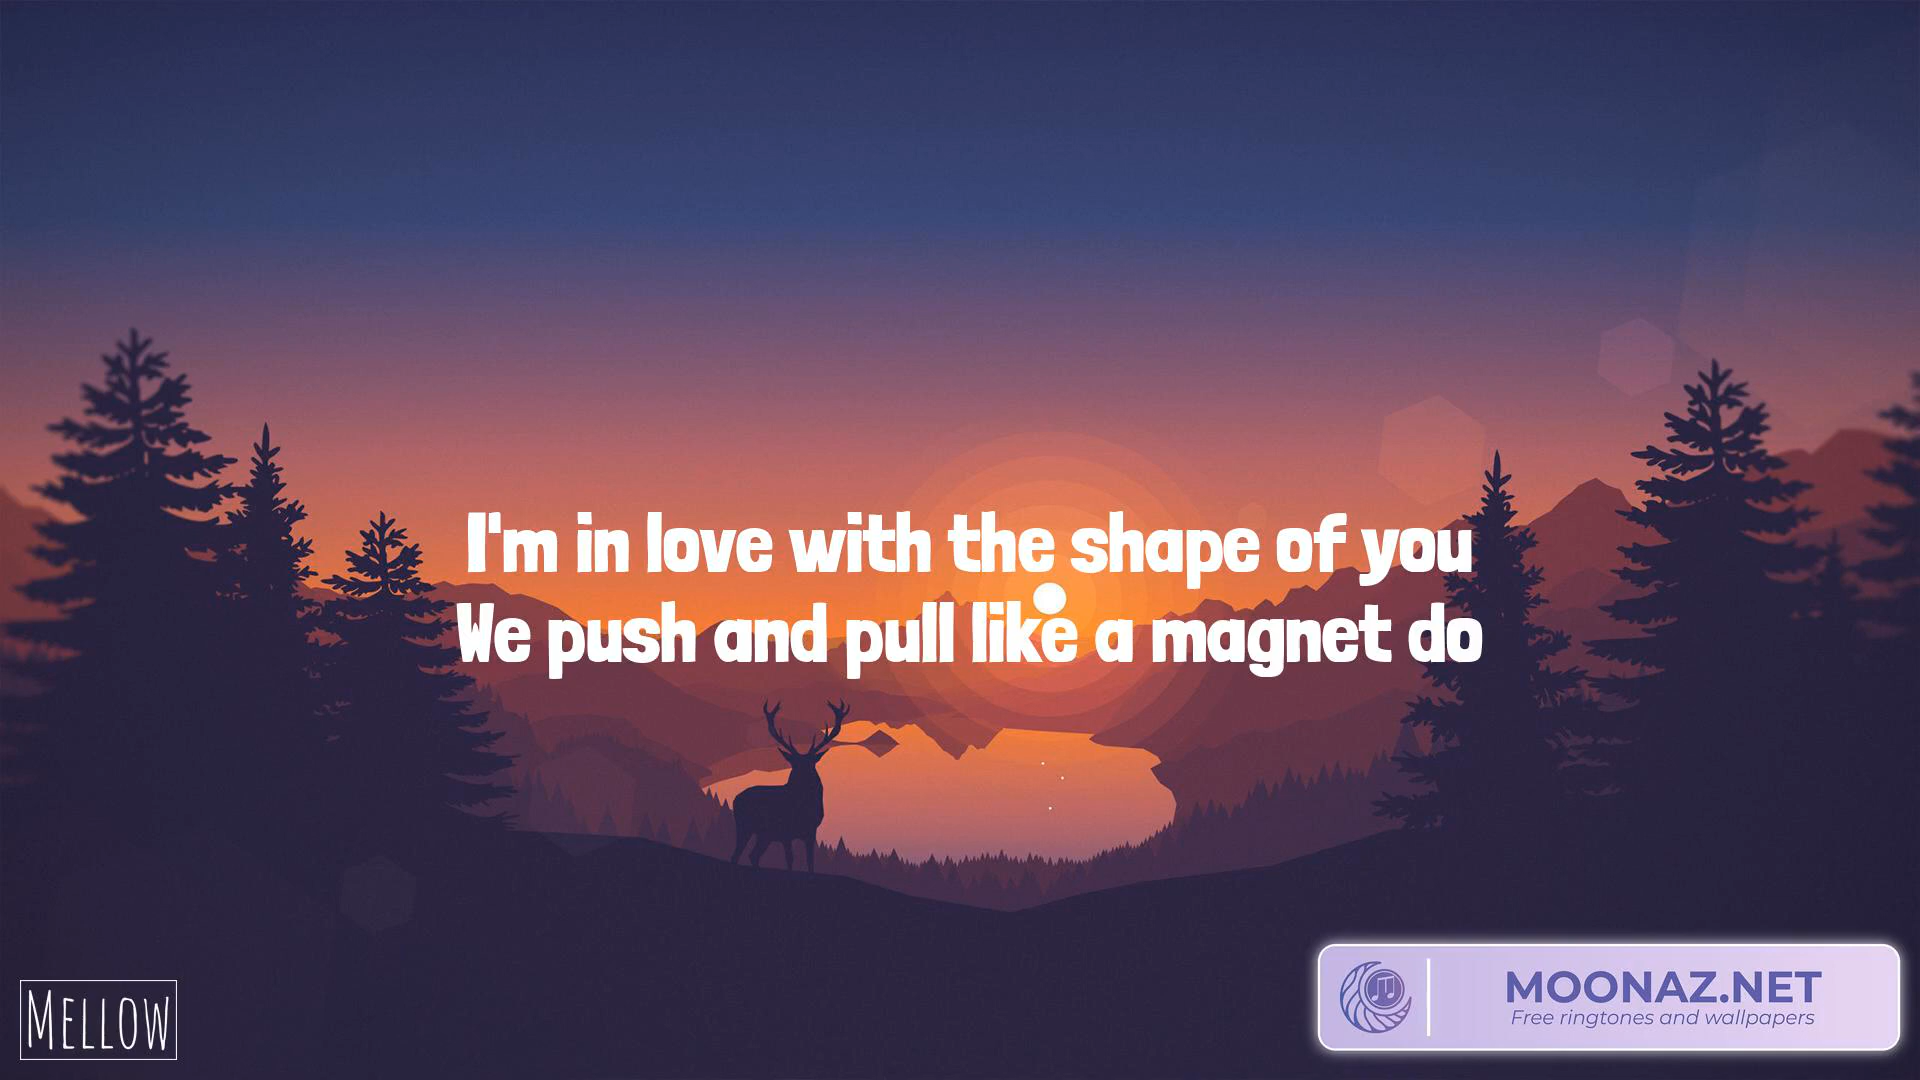 I'm in love with the shape of you
We push and pull like a magnet do
MELLOW
MOONAZ.NET
Free ringtones and wallpapers